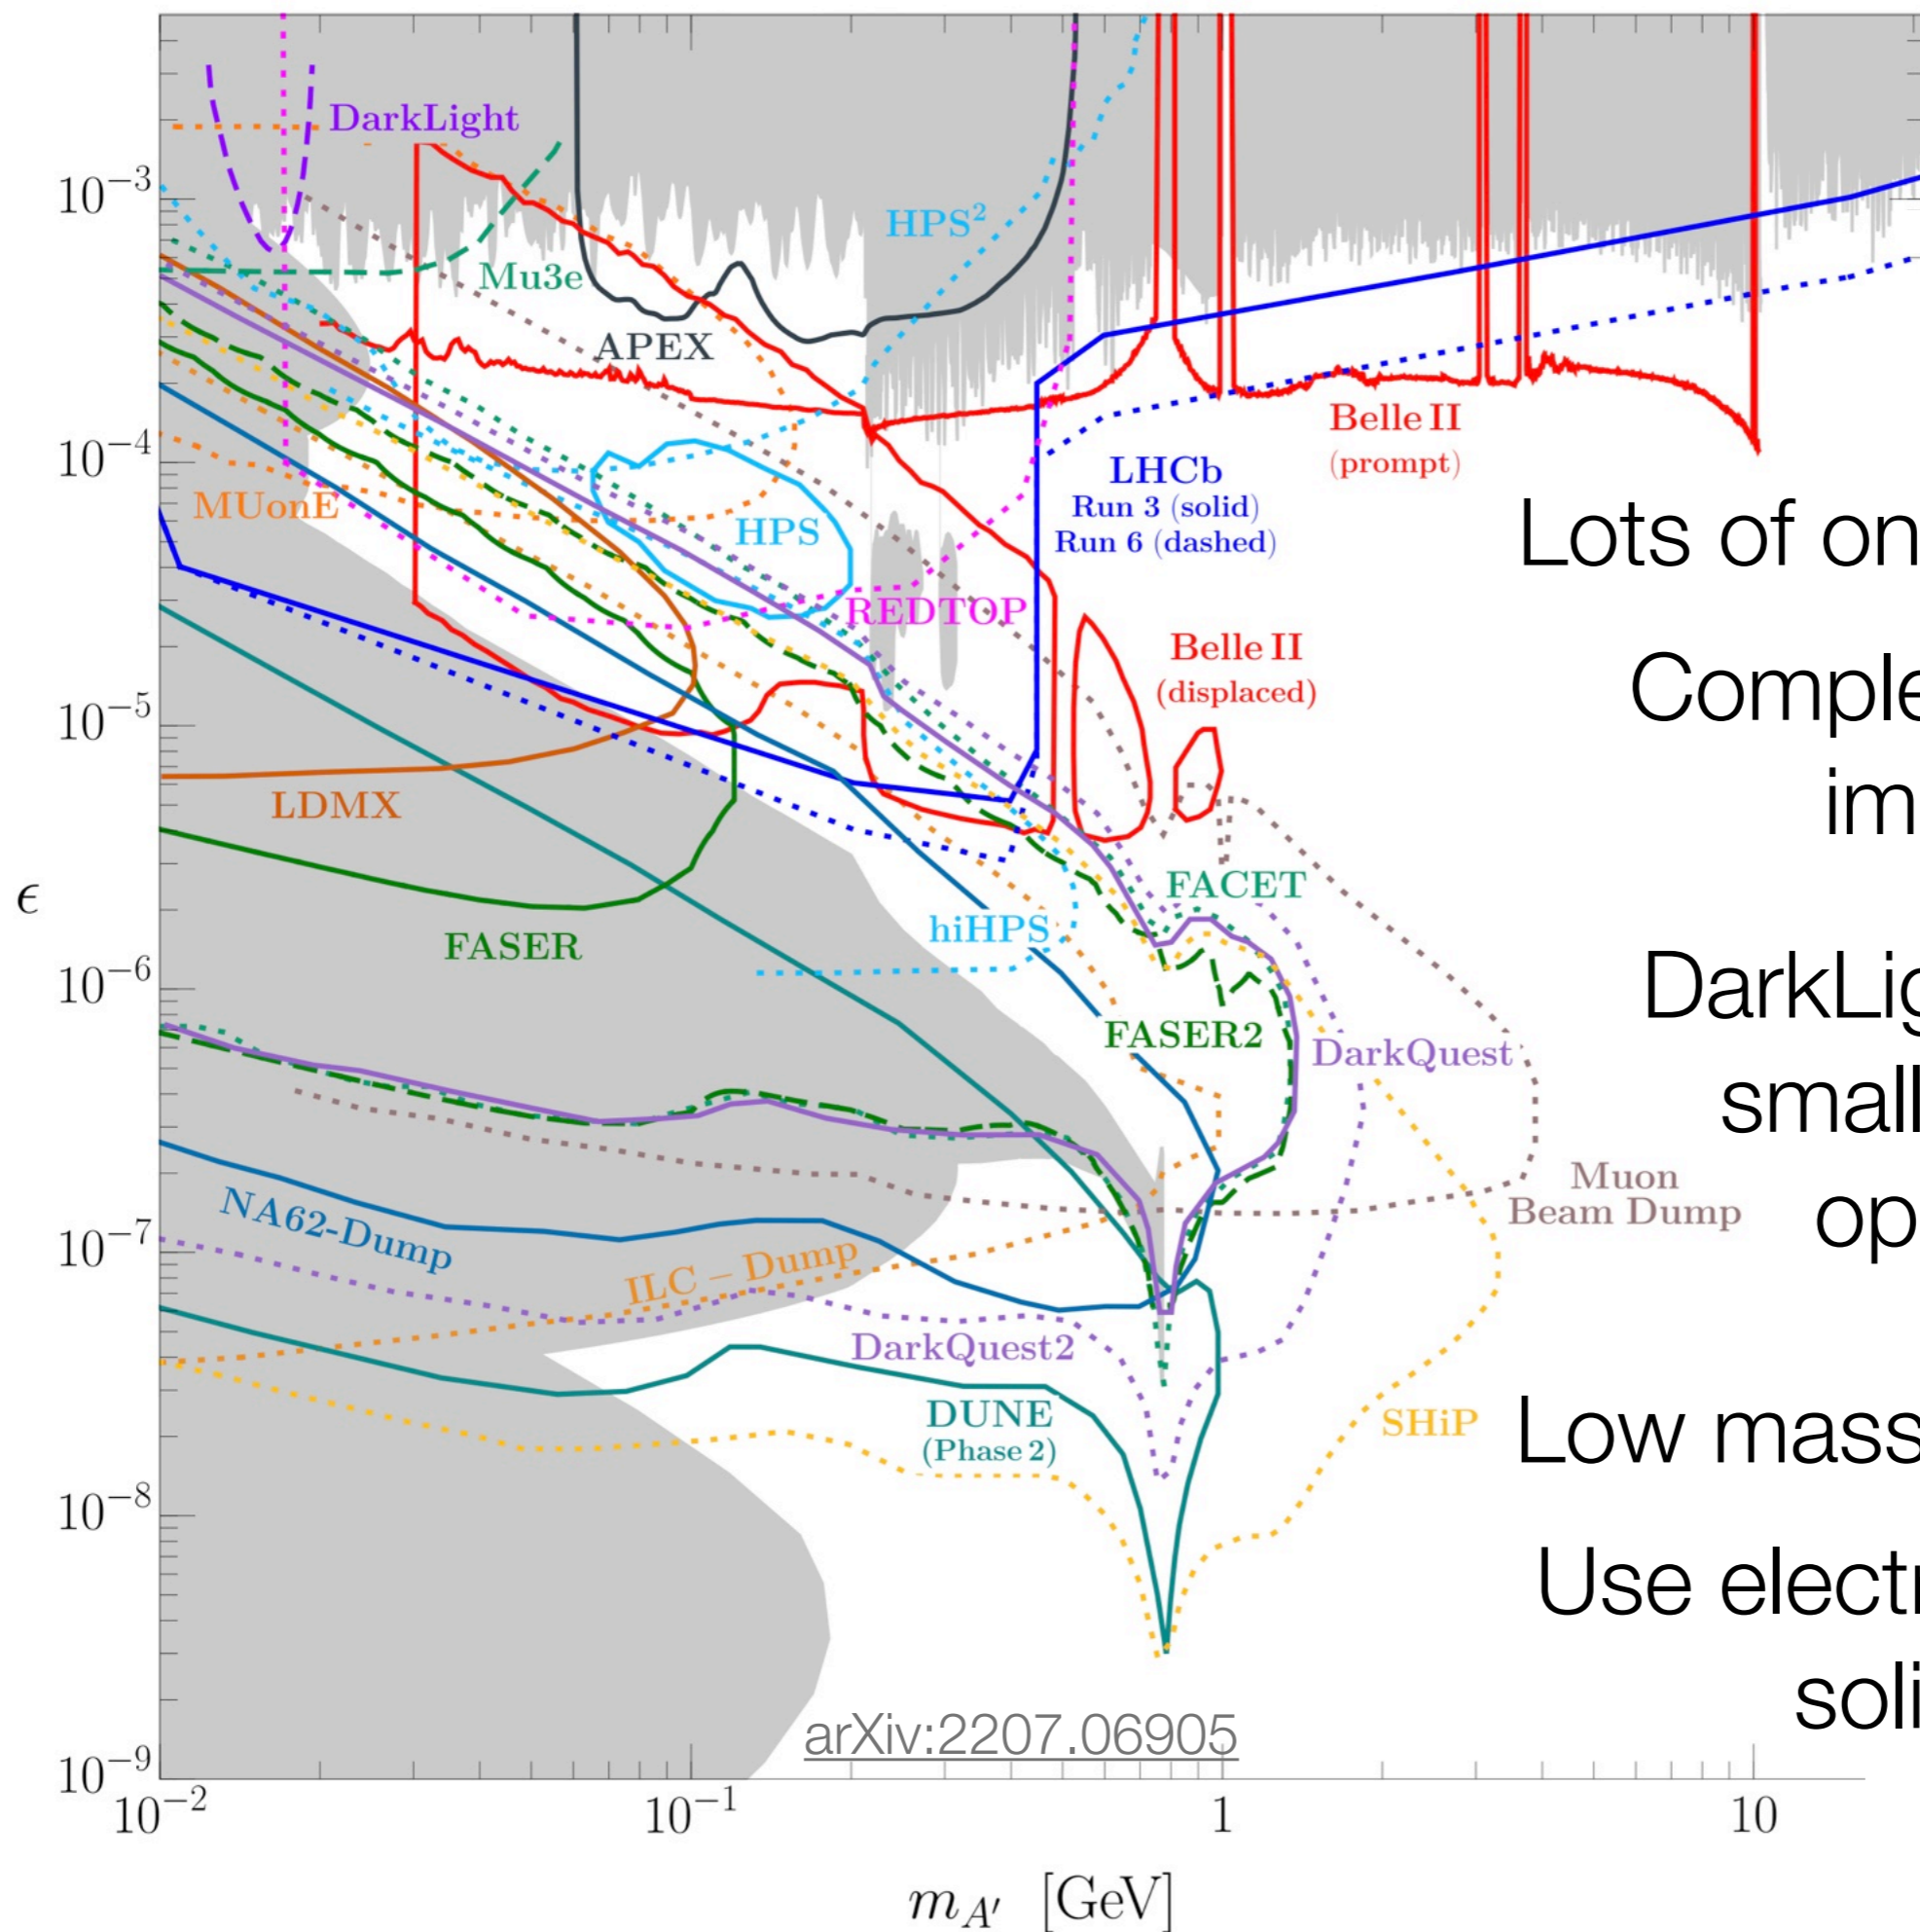 DarkLight
10⁻³
HPS²
Mu3e
APEX
Belle II
(prompt)
10⁻⁴
LHCb
Run 3 (solid)
Run 6 (dashed)
MUonE
HPS
Lots of on
REDTOP
Belle II
(displaced)
Comple
10⁻⁵
LDMX
im
ϵ
FACET
hiHPS
FASER
10⁻⁶
DarkLig
FASER2
DarkQuest
small
Muon
Beam Dump
NA62-Dump
op
10⁻⁷
ILC – Dump
DarkQuest2
DUNE
(Phase 2)
SHiP
Low mass
10⁻⁸
Use electr
soli
arXiv:2207.06905
10⁻⁹
10⁻² 10⁻¹ 1 10
mA′ [GeV]